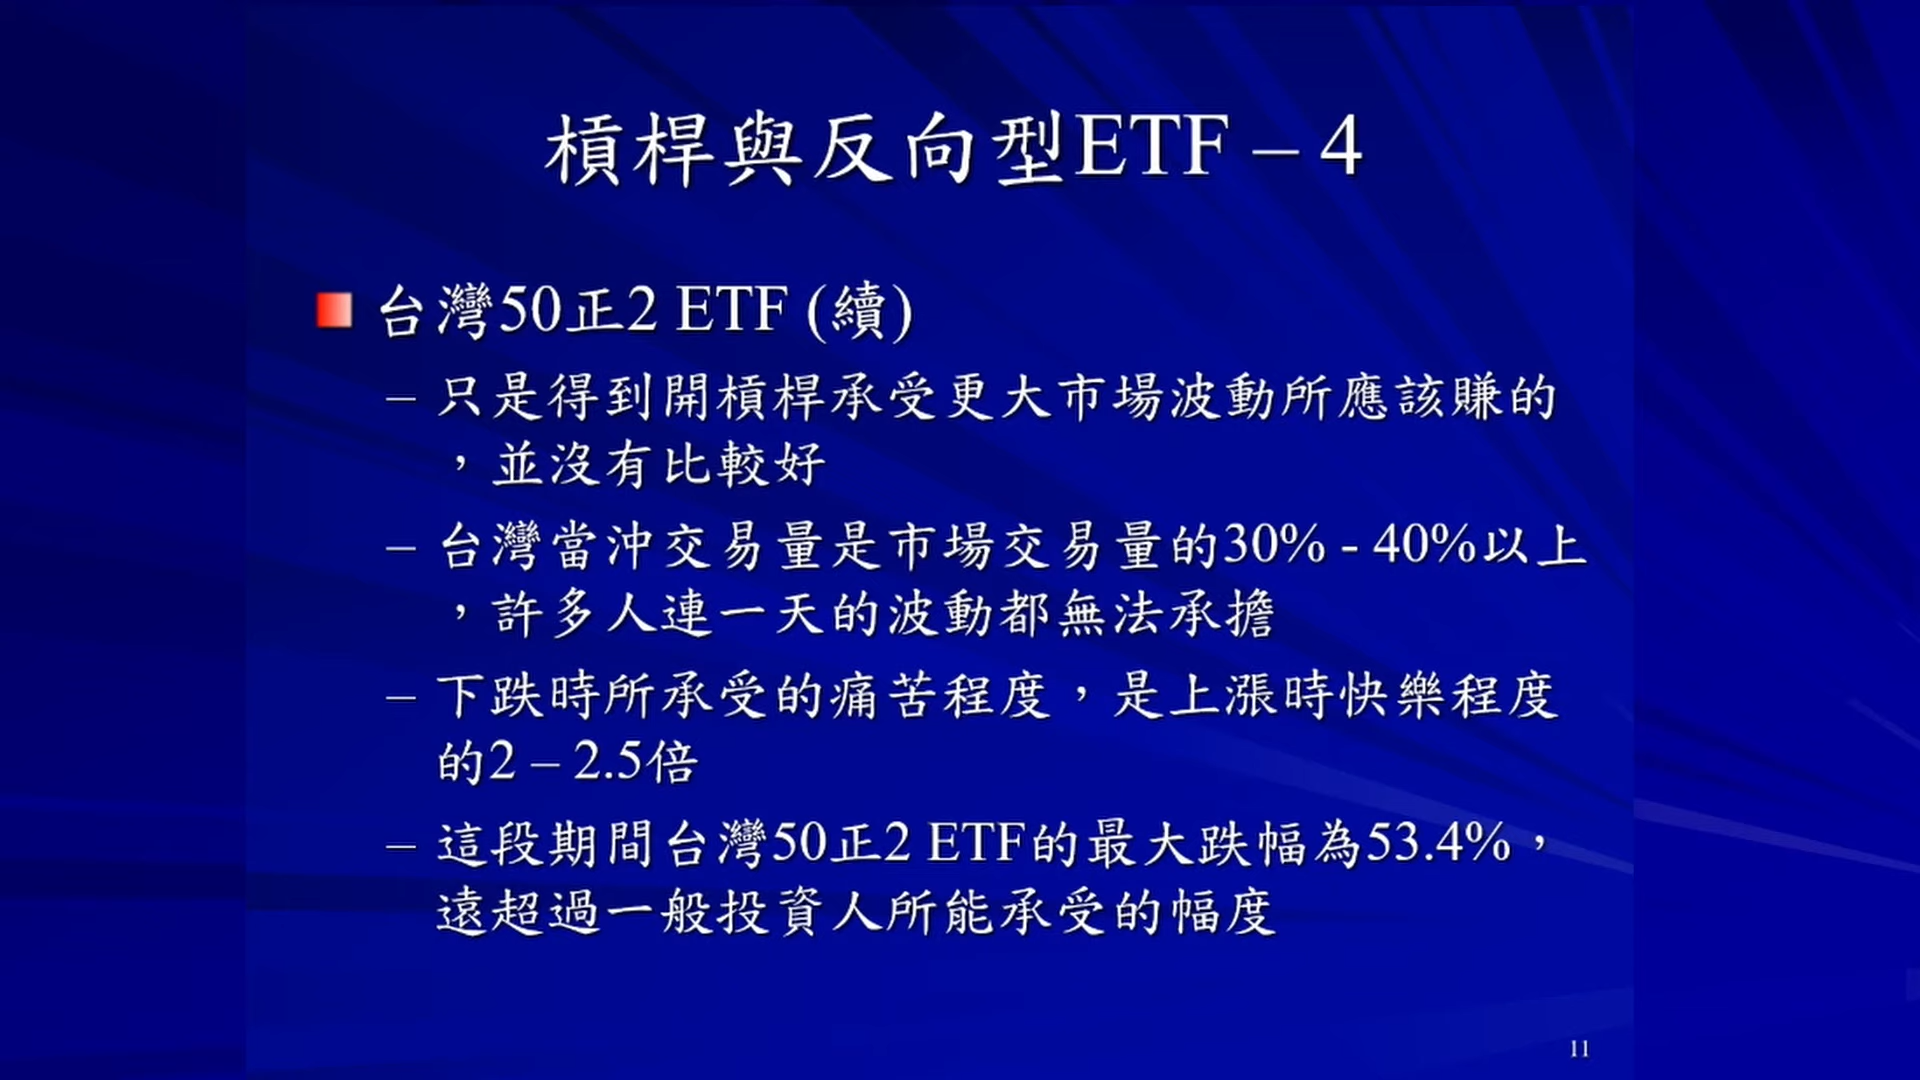 槓桿與反向型ETF – 4
台灣50正2 ETF (續)
– 只是得到開槓桿承受更大市場波動所應該賺的
，並沒有比較好
– 台灣當沖交易量是市場交易量的30% - 40%以上
，許多人連一天的波動都無法承擔
– 下跌時所承受的痛苦程度，是上漲時快樂程度
的2 – 2.5倍
– 這段期間台灣50正2 ETF的最大跌幅為53.4%，
遠超過一般投資人所能承受的幅度
11